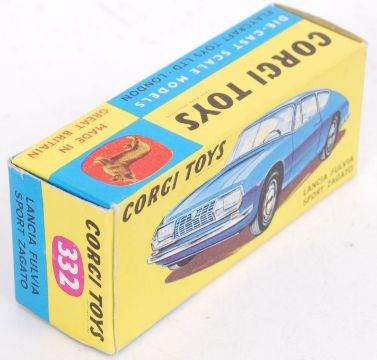 DIE-CAST SCALE MODELS
PLAYCRAFT TOYS LTD. LONDON
CORGI TOYS
MADE IN
GREAT BRITAIN
CORGI TOYS
LANCIA FULVIA
SPORT ZAGATO
CORGI TOYS
332
LANCIA FULVIA
SPORT ZAGATO